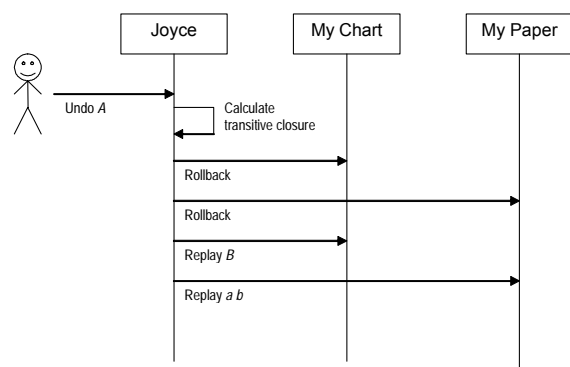 Joyce
My Chart
My Paper
Undo A
Calculate
transitive closure
Rollback
Rollback
Replay B
Replay a b